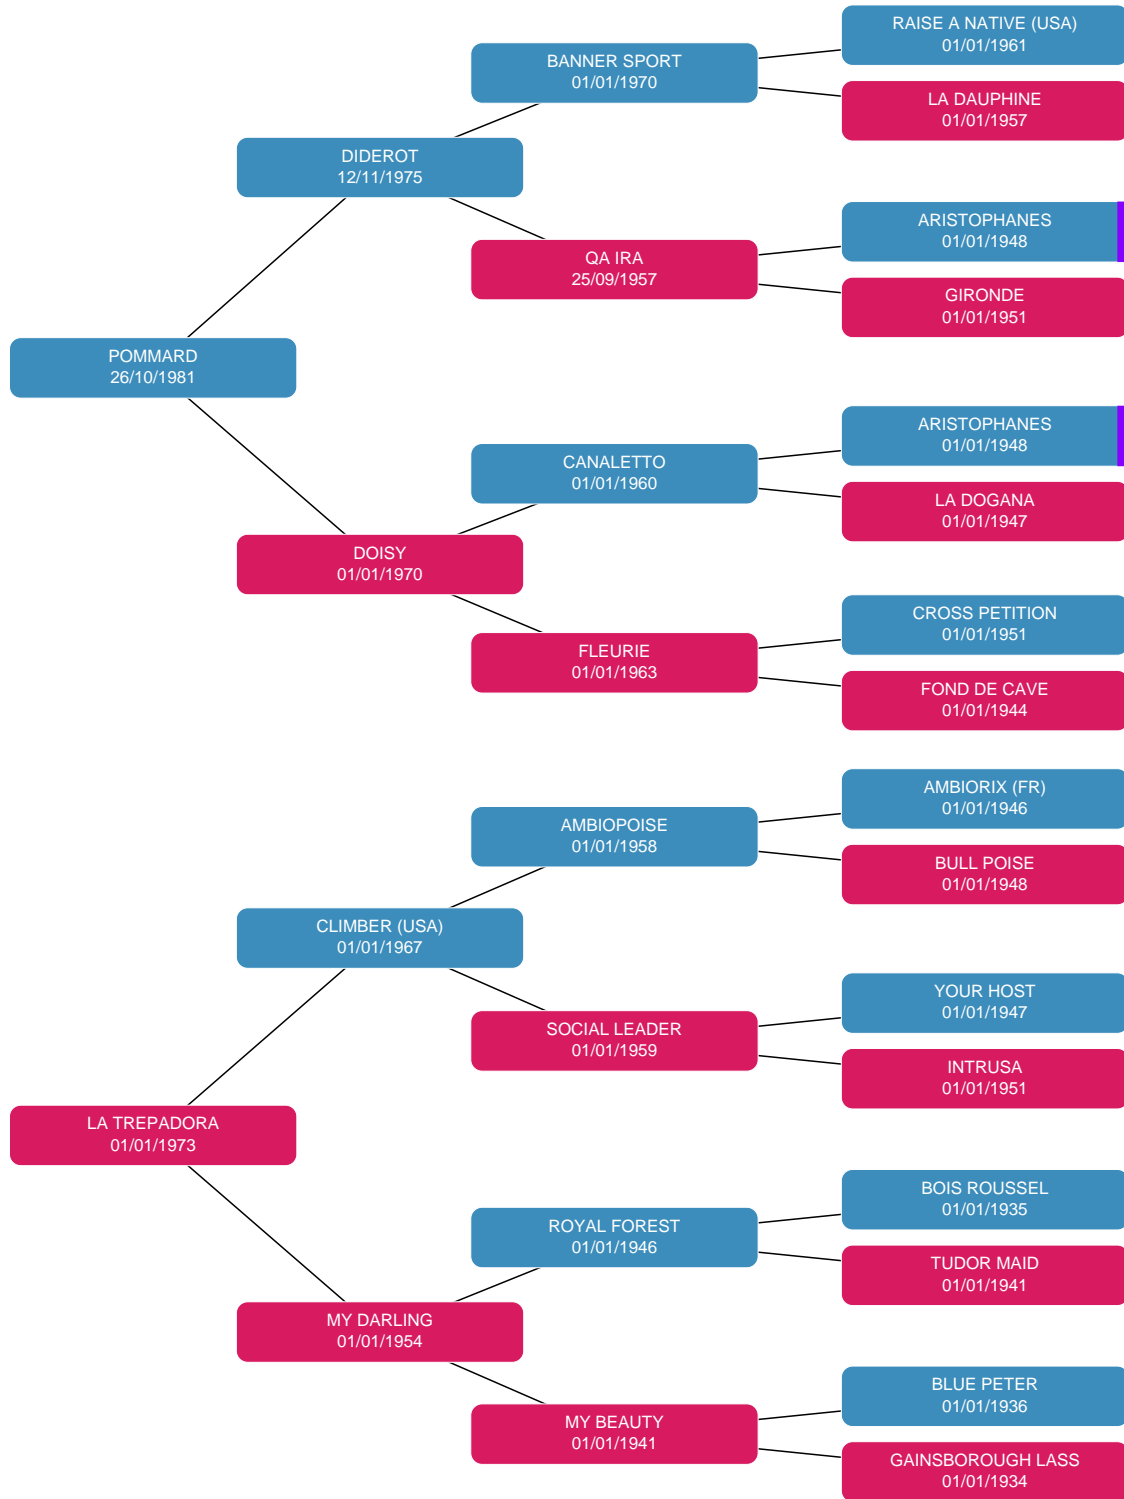 RAISE A NATIVE (USA)
01/01/1961
BANNER SPORT
01/01/1970
LA DAUPHINE
01/01/1957
DIDEROT
12/11/1975
ARISTOPHANES
01/01/1948
QA IRA
25/09/1957
GIRONDE
01/01/1951
POMMARD
26/10/1981
ARISTOPHANES
01/01/1948
CANALETTO
01/01/1960
LA DOGANA
01/01/1947
DOISY
01/01/1970
CROSS PETITION
01/01/1951
FLEURIE
01/01/1963
FOND DE CAVE
01/01/1944
AMBIORIX (FR)
01/01/1946
AMBIOPOISE
01/01/1958
BULL POISE
01/01/1948
CLIMBER (USA)
01/01/1967
YOUR HOST
01/01/1947
SOCIAL LEADER
01/01/1959
INTRUSA
01/01/1951
LA TREPADORA
01/01/1973
BOIS ROUSSEL
01/01/1935
ROYAL FOREST
01/01/1946
TUDOR MAID
01/01/1941
MY DARLING
01/01/1954
BLUE PETER
01/01/1936
MY BEAUTY
01/01/1941
GAINSBOROUGH LASS
01/01/1934